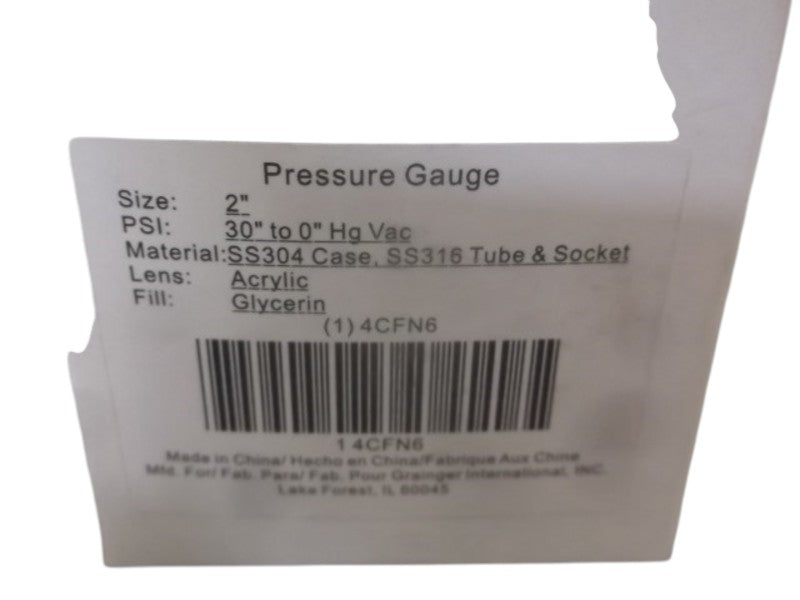 Pressure Gauge
Size: 2"
PSI: 30" to 0" Hg Vac
Material: SS304 Case, SS316 Tube & Socket
Lens: Acrylic
Fill: Glycerin
(1) 4CFN6
1 4CFN6
Made in China/ Hecho en China/Fabrique Aux Chine
Mfd. For/ Fab. Para/ Fab. Pour Grainger International, INC.
Lake Forest, IL 60045